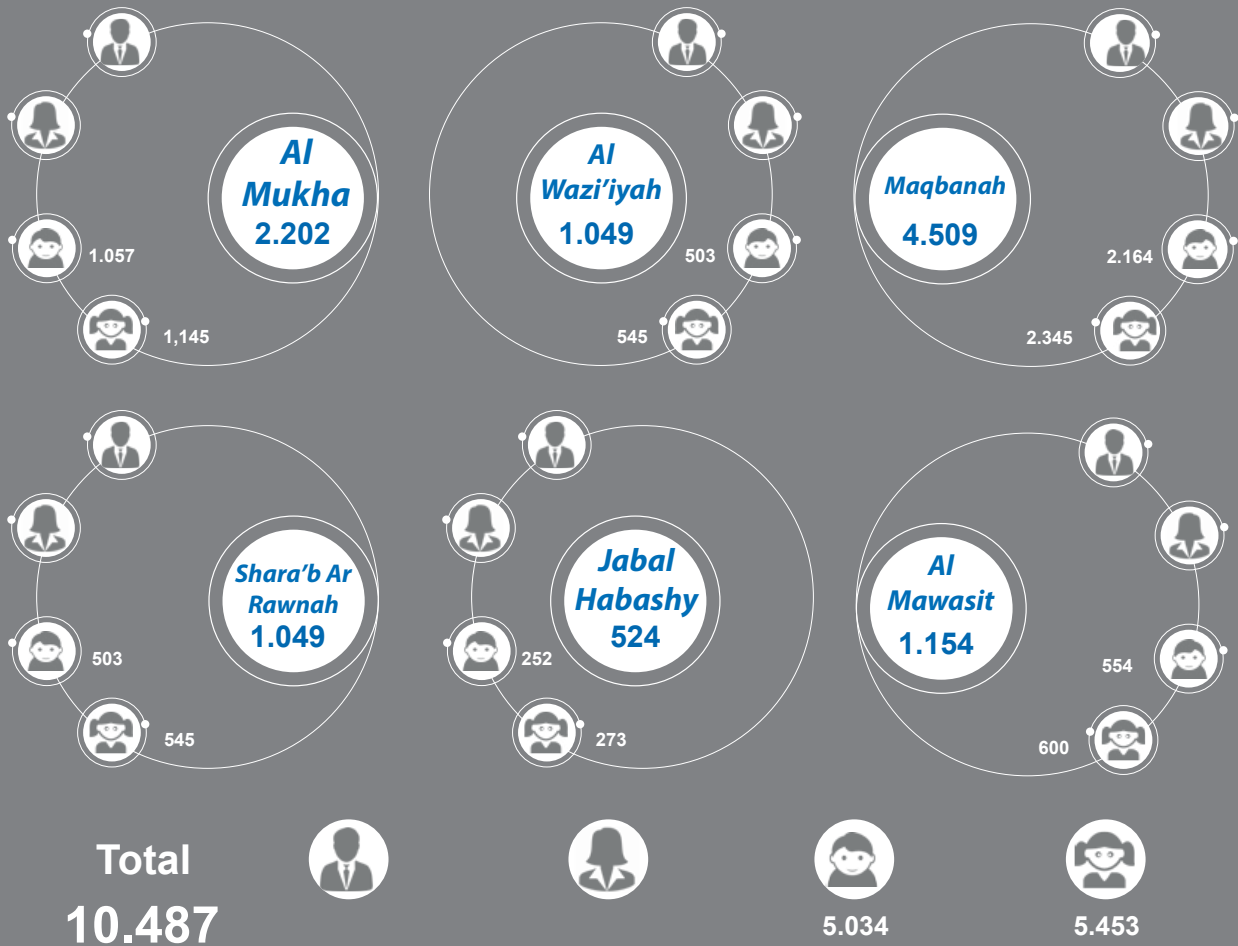 Al
Mukha
2.202
1.057
1,145
Al
Wazi’iyah
1.049
503
545
Maqbanah
4.509
2.164
2.345
Shara’b Ar
Rawnah
1.049
503
545
Jabal
Habashy
524
252
273
Al
Mawasit
1.154
554
600
Total
10.487
5.034
5.453